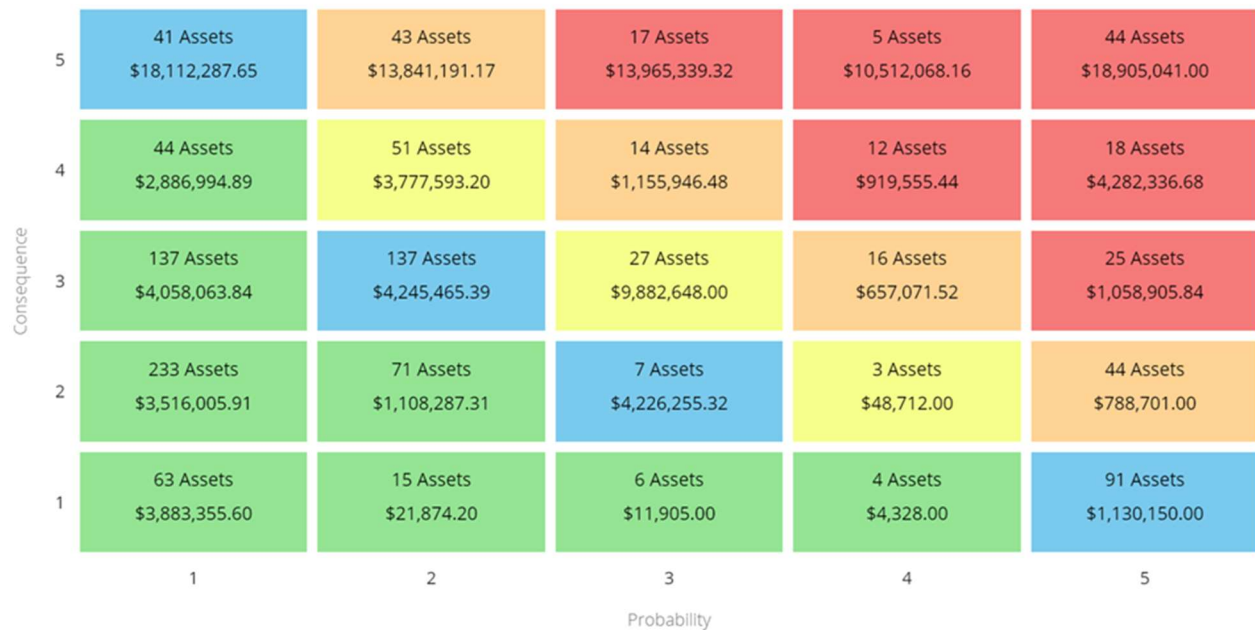 41 Assets
$18,112,287.65
43 Assets
$13,841,191.17
17 Assets
$13,965,339.32
5 Assets
$10,512,068.16
44 Assets
$18,905,041.00
5
44 Assets
$2,886,994.89
51 Assets
$3,777,593.20
14 Assets
$1,155,946.48
12 Assets
$919,555.44
18 Assets
$4,282,336.68
4
Consequence
137 Assets
$4,058,063.84
137 Assets
$4,245,465.39
27 Assets
$9,882,648.00
16 Assets
$657,071.52
25 Assets
$1,058,905.84
3
233 Assets
$3,516,005.91
71 Assets
$1,108,287.31
7 Assets
$4,226,255.32
3 Assets
$48,712.00
44 Assets
$788,701.00
2
63 Assets
$3,883,355.60
15 Assets
$21,874.20
6 Assets
$11,905.00
4 Assets
$4,328.00
91 Assets
$1,130,150.00
1
1 2 3 4 5
Probability